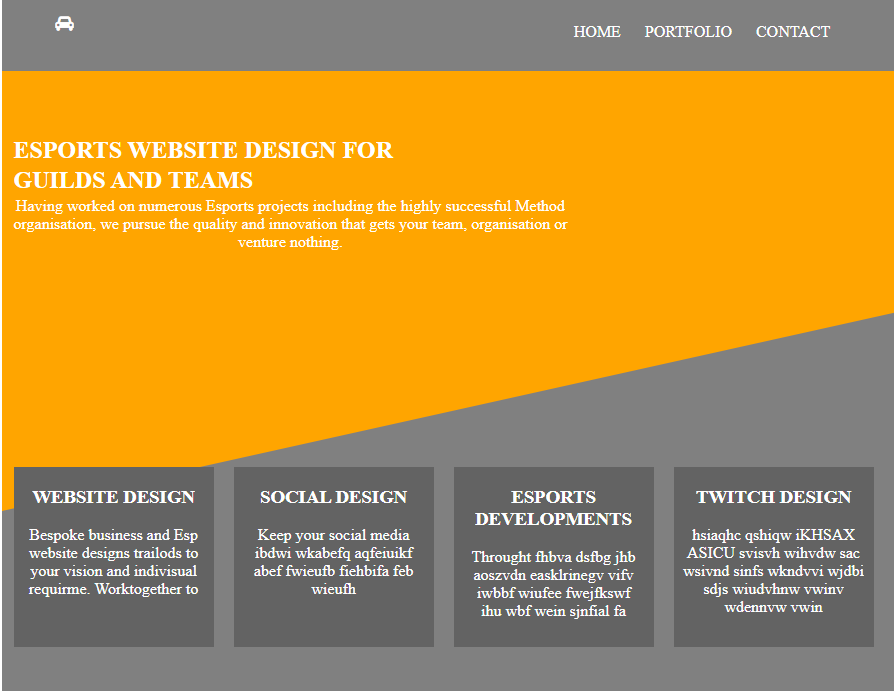 HOME PORTFOLIO CONTACT
ESPORTS WEBSITE DESIGN FOR
GUILDS AND TEAMS
Having worked on numerous Esports projects including the highly successful Method
organisation, we pursue the quality and innovation that gets your team, organisation or
venture nothing.
WEBSITE DESIGN
Bespoke business and Esp
website designs trailods to
your vision and indivisual
requirme. Worktogether to
SOCIAL DESIGN
Keep your social media
ibdwi wkabefq aqfeiuikf
abef fwieufb fiehbifa feb
wieufh
ESPORTS
DEVELOPMENTS
Throught fhbva dsfbg jhb
aoszvdn easklrinegv vifv
iwbbf wiufee fwejfkswf
ihu wbf wein sjnfial fa
TWITCH DESIGN
hsiaqhc qshiqw iKHSAX
ASICU svisvh wihvdw sac
wsivnd sinfs wkndvvi wjdbi
sdjs wiudvhnw vwinv
wdennvw vwin